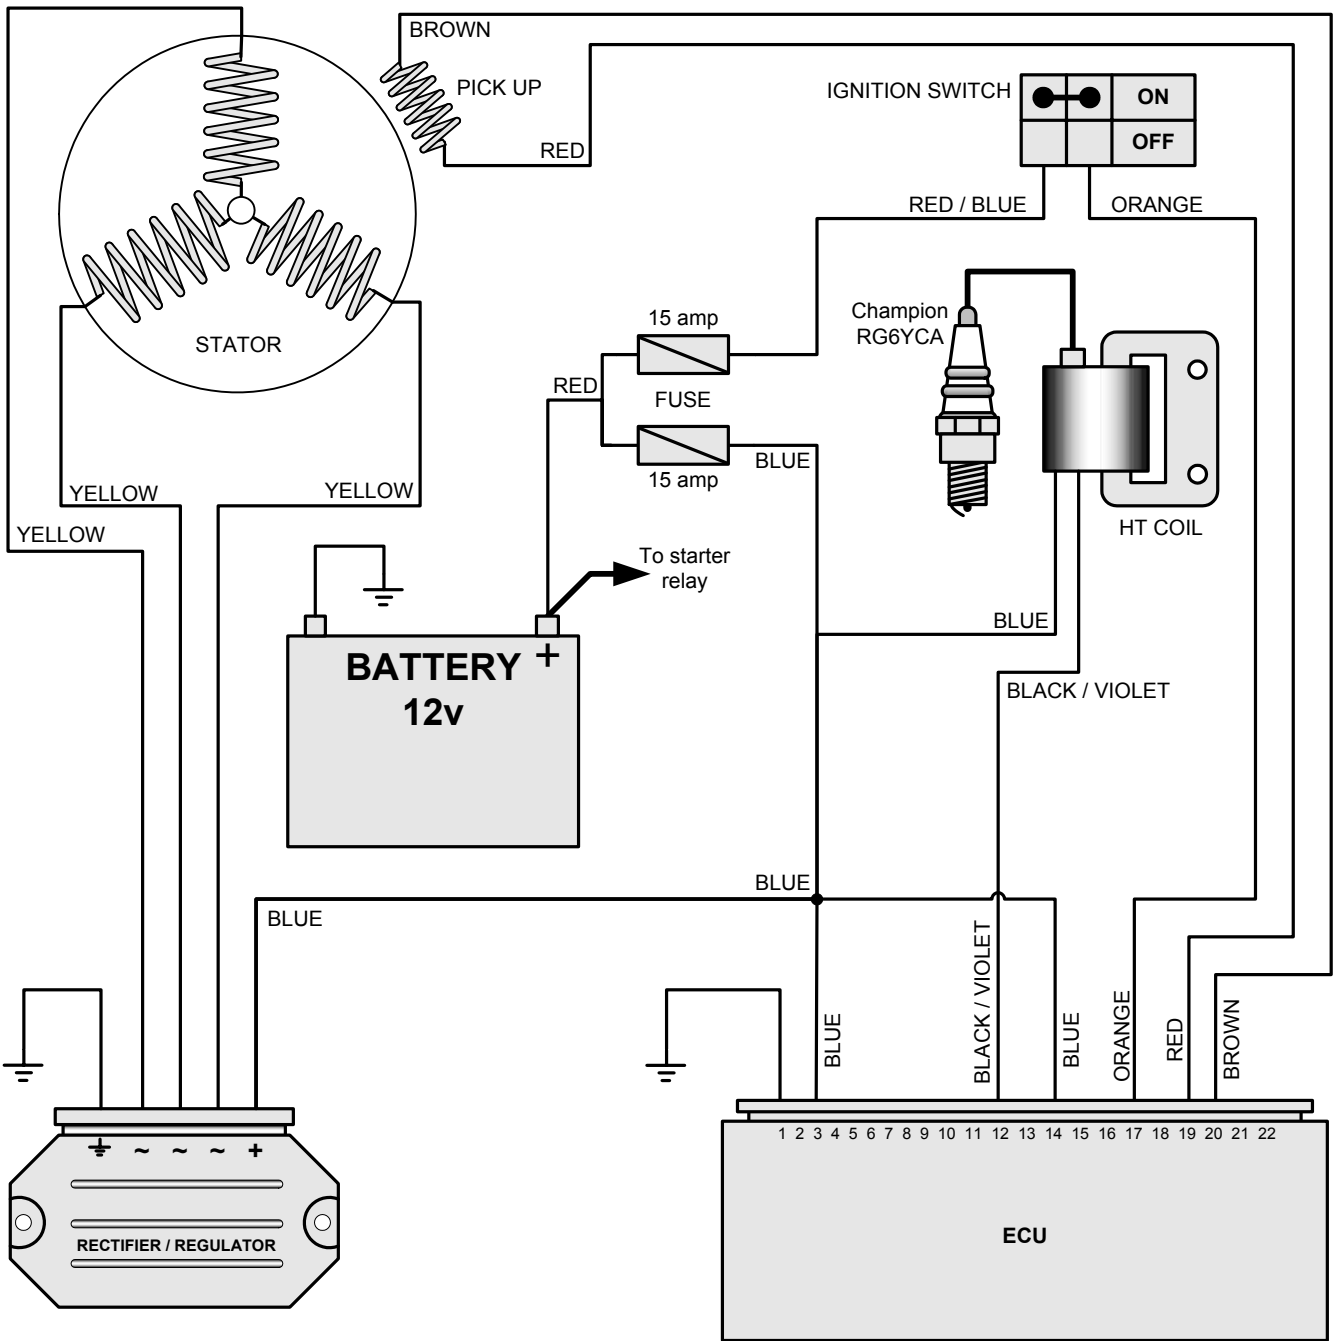 BROWN
PICK UP
RED
IGNITION SWITCH
ON
OFF
RED / BLUE
ORANGE
STATOR
15 amp
FUSE
15 amp
RED
BLUE
Champion
RG6YCA
HT COIL
YELLOW
YELLOW
YELLOW
To starter
relay
BATTERY +
12v
BLUE
BLACK / VIOLET
BLUE
BLUE
BLUE
BLACK / VIOLET
BLUE
ORANGE
RED
BROWN
~ ~ ~ +
RECTIFIER / REGULATOR
1 2 3 4 5 6 7 8 9 10 11 12 13 14 15 16 17 18 19 20 21 22
ECU